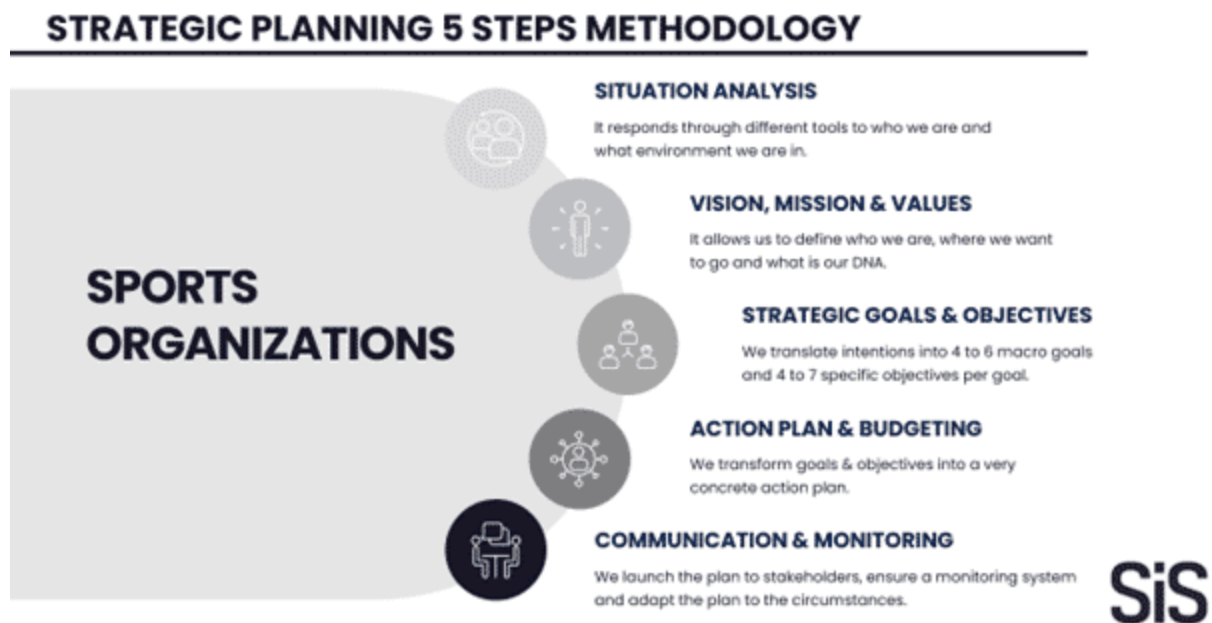 STRATEGIC PLANNING 5 STEPS METHODOLOGY
SITUATION ANALYSIS
It responds through different tools to who we are and
what environment we are in.
VISION, MISSION & VALUES
It allows us to define who we are, where we want
to go and what is our DNA.
SPORTS
ORGANIZATIONS
STRATEGIC GOALS & OBJECTIVES
We translate intentions into 4 to 6 macro goals
and 4 to 7 specific objectives per goal.
ACTION PLAN & BUDGETING
We transform goals & objectives into a very
concrete action plan.
COMMUNICATION & MONITORING
We launch the plan to stakeholders, ensure a monitoring system
and adapt the plan to the circumstances.
SiS